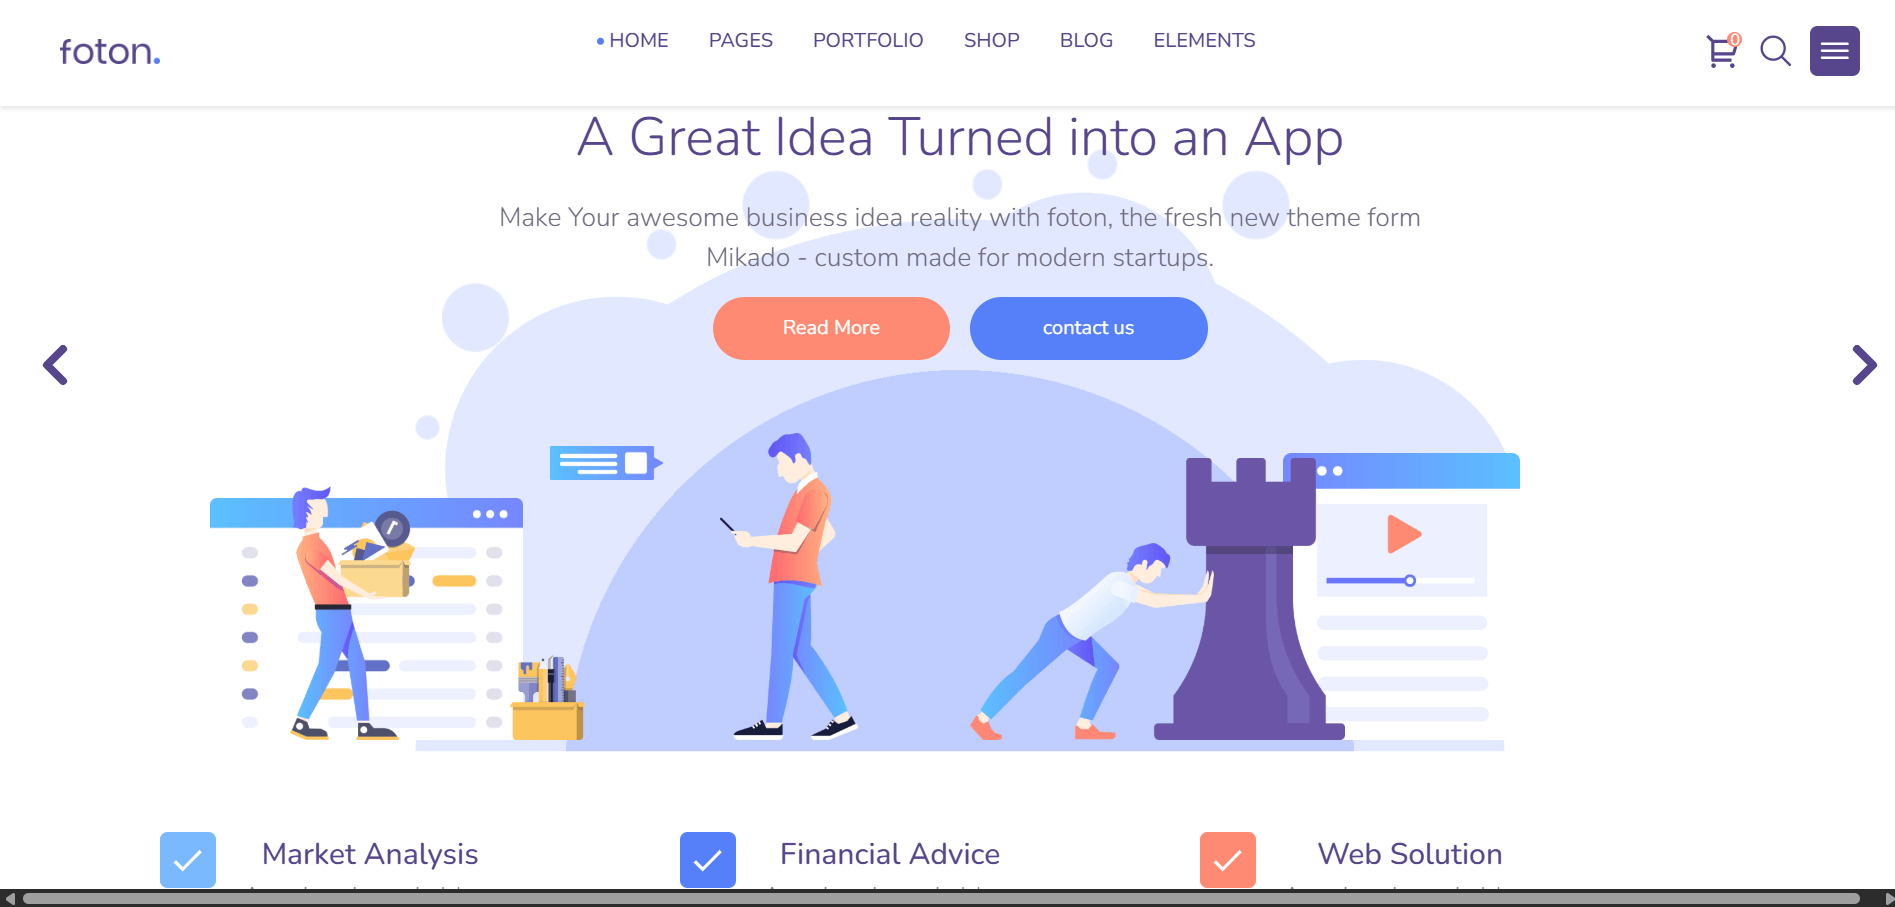 foton.
HOME PAGES PORTFOLIO SHOP BLOG ELEMENTS
0
A Great Idea Turned into an App
Make Your awesome business idea reality with foton, the fresh new theme form
Mikado - custom made for modern startups.
Read More
contact us
Market Analysis
Financial Advice
Web Solution